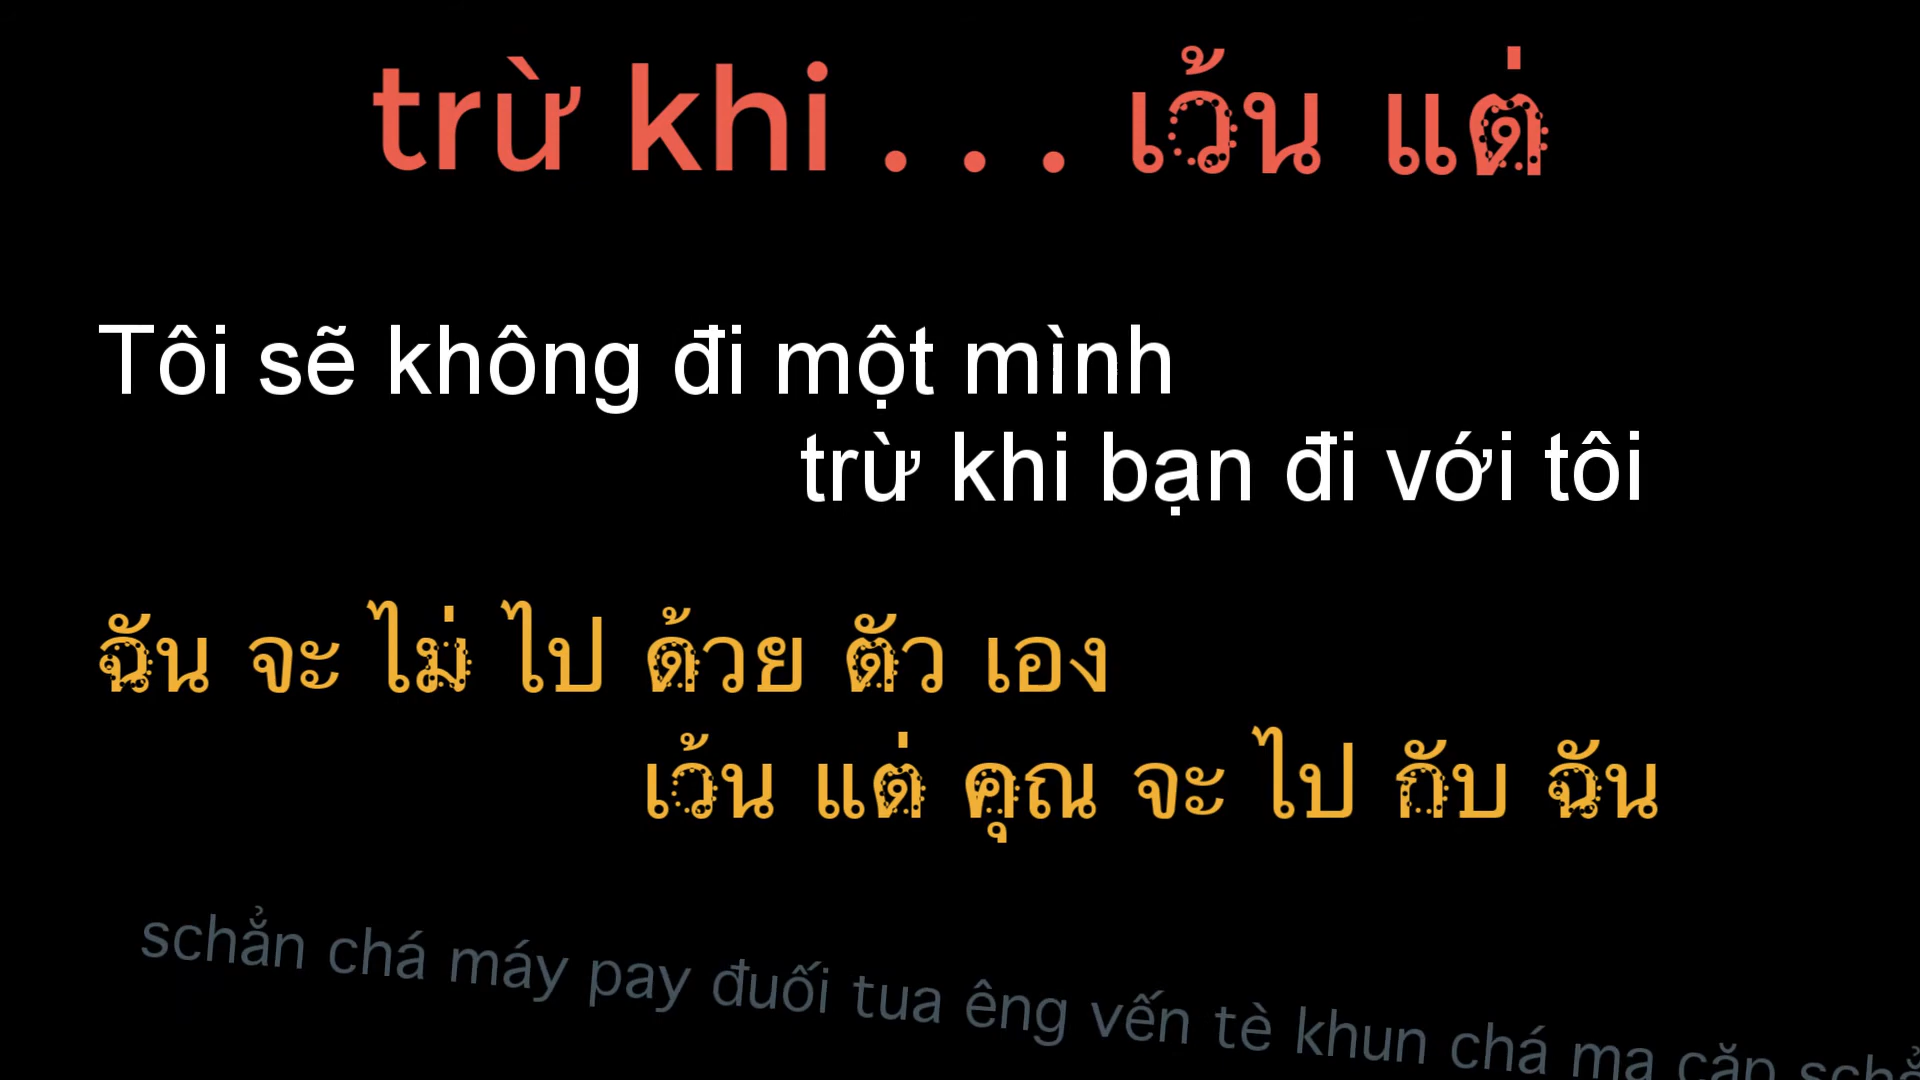 trừ khi . . . เว้น แต่
Tôi sẽ không đi một mình
trừ khi bạn đi với tôi
ฉัน จะ ไม่ ไป ด้วย ตัว เอง
เว้น แต่ คุณ จะ ไป กับ ฉัน
schẳn chá máy pay đuối tua êng vến tè khun chá ma căp